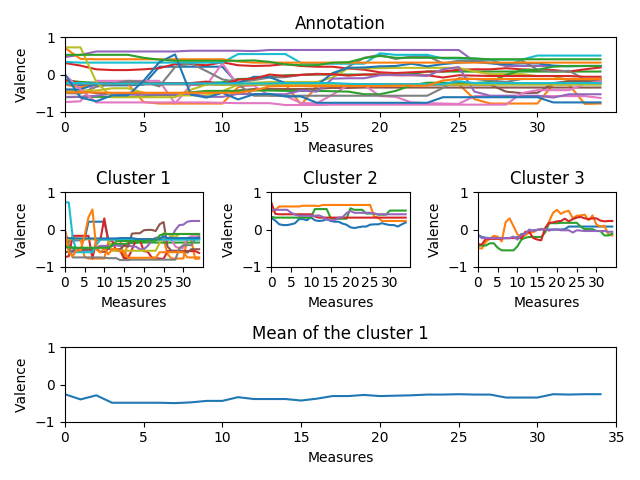 Annotation
1
0
−1
Valence
0 5 10 15 20 25 30
Measures
Cluster 1 Cluster 2 Cluster 3
1 1 1
0 0 0
−1 −1 −1
Valence Valence Valence
0 5 10 15 20 25 30 0 5 10 15 20 25 30 0 5 10 15 20 25 30
Measures Measures Measures
Mean of the cluster 1
1
0
−1
Valence
0 5 10 15 20 25 30 35
Measures